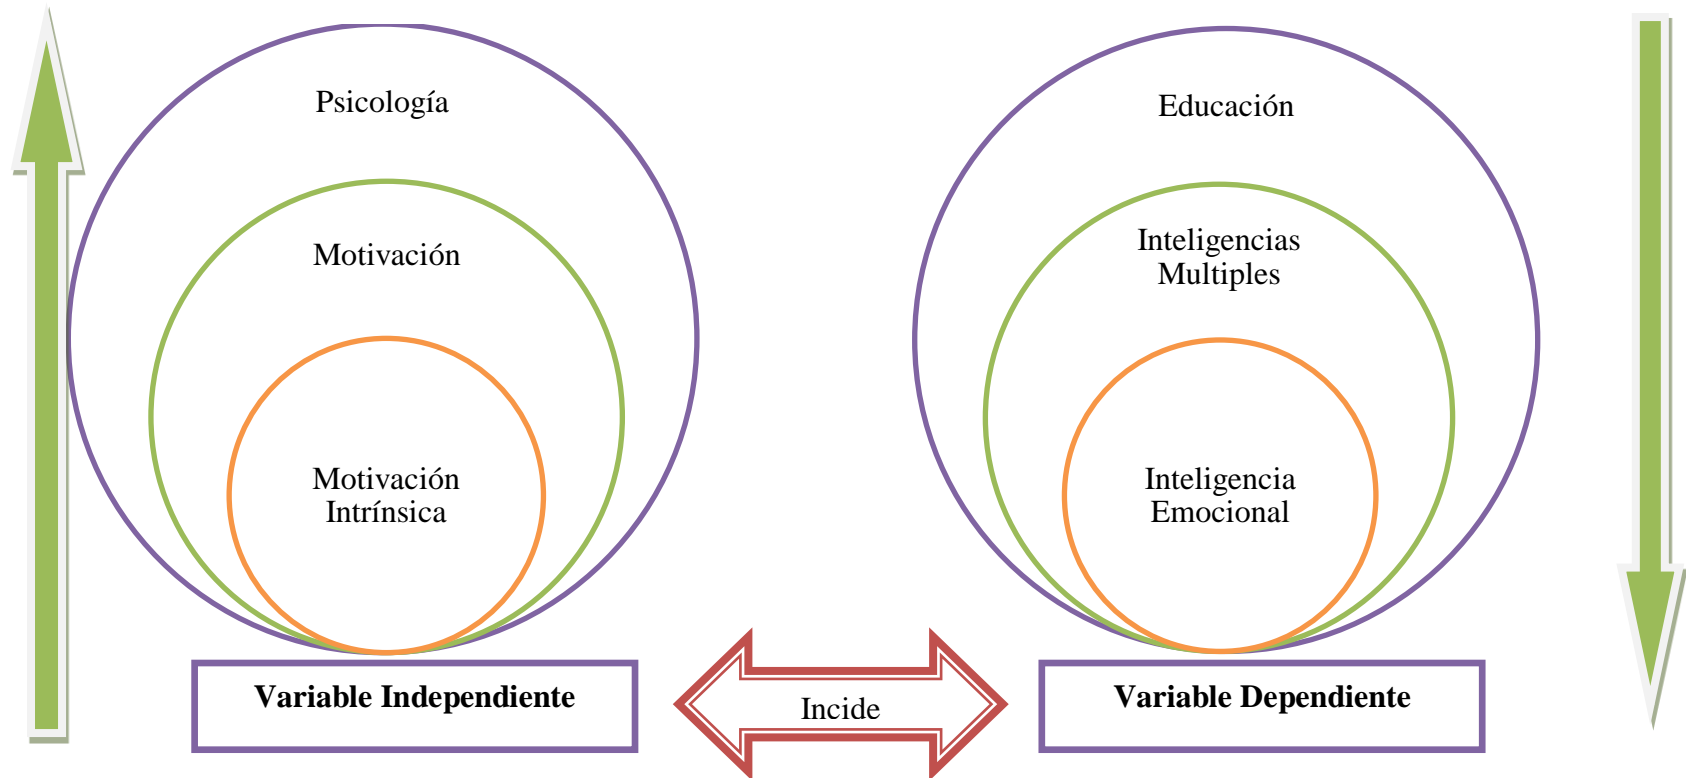 Psicología
Motivación
Motivación
Intrínsica
Variable Independiente
Incide
Educación
Inteligencias
Multiples
Inteligencia
Emocional
Variable Dependiente